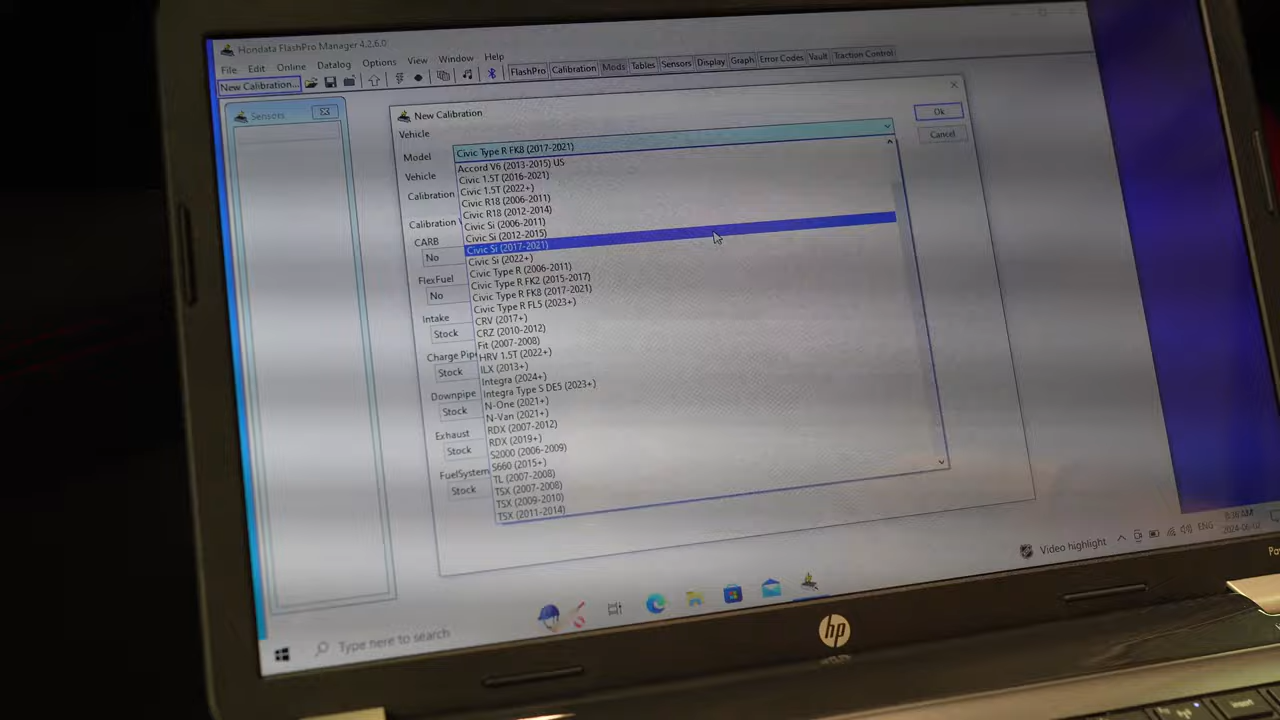 Hondata FlashPro Manager 4.2.6.0
File Edit Online Datalog Options View Window Help
New Calibration... FlashPro Calibration Mods Tables Sensors Display Graph Error Codes Vault Traction Control
Sensors
New Calibration
Vehicle
Ok
Model Civic Type R FK8 (2017-2021)
Cancel
Vehicle
Calibration
Calibration
CARB
No
FlexFuel
No
Intake
Stock
Charge Pip
Stock
Downpipe
Stock
Exhaust
Stock
FuelSystem
Stock
Accord V6 (2013-2015) US
Civic 1.5T (2016-2021)
Civic 1.5T (2022+)
Civic R18 (2006-2011)
Civic R18 (2012-2014)
Civic Si (2006-2011)
Civic Si (2012-2015)
Civic Si (2017-2021)
Civic Si (2022+)
Civic Type R (2006-2011)
Civic Type R FK2 (2015-2017)
Civic Type R FK8 (2017-2021)
Civic Type R FL5 (2023+)
CRV (2017+)
CRZ (2010-2012)
Fit (2007-2008)
HRV 1.5T (2022+)
ILX (2013+)
Integra (2024+)
Integra Type S DE5 (2023+)
N-One (2021+)
N-Van (2021+)
RDX (2007-2012)
RDX (2019+)
S2000 (2006-2009)
S660 (2015+)
TL (2007-2008)
TSX (2007-2008)
TSX (2009-2010)
TSX (2011-2014)
Type here to search
Video highlight
ENG
hp